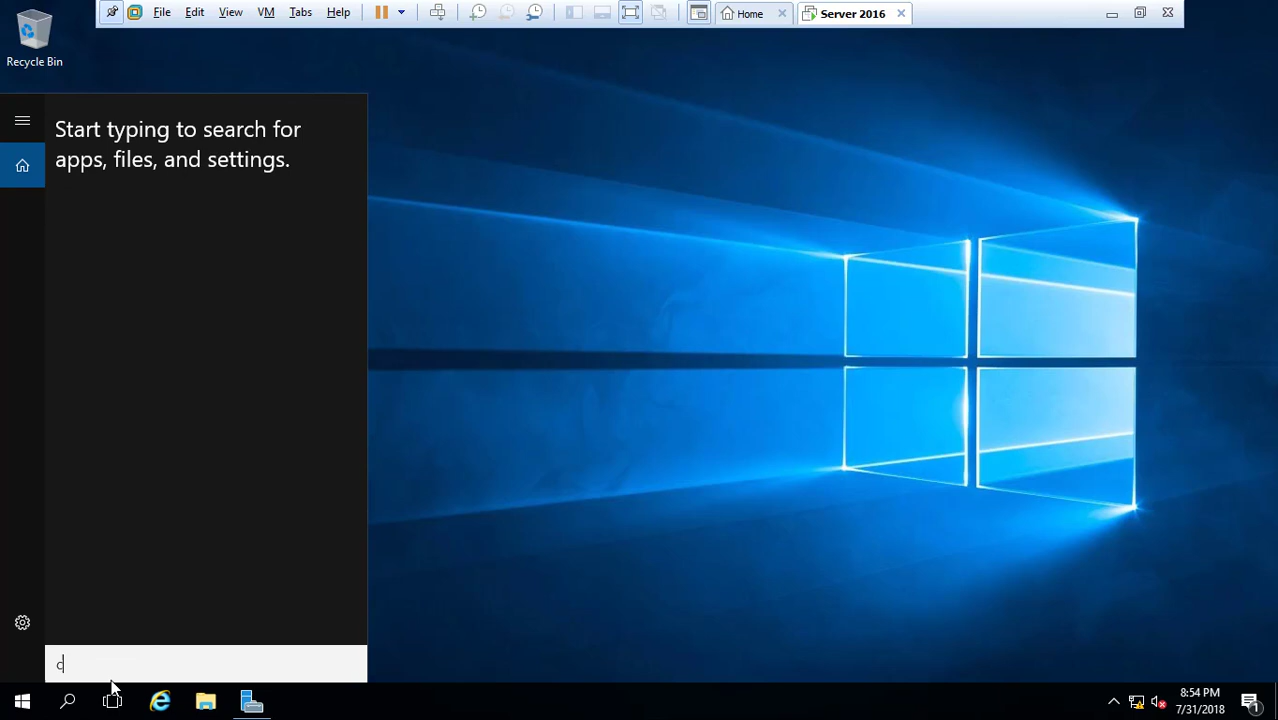 File Edit View VM Tabs Help
Home
Server 2016
Recycle Bin
Start typing to search for
apps, files, and settings.
c
8:54 PM
7/31/2018
1